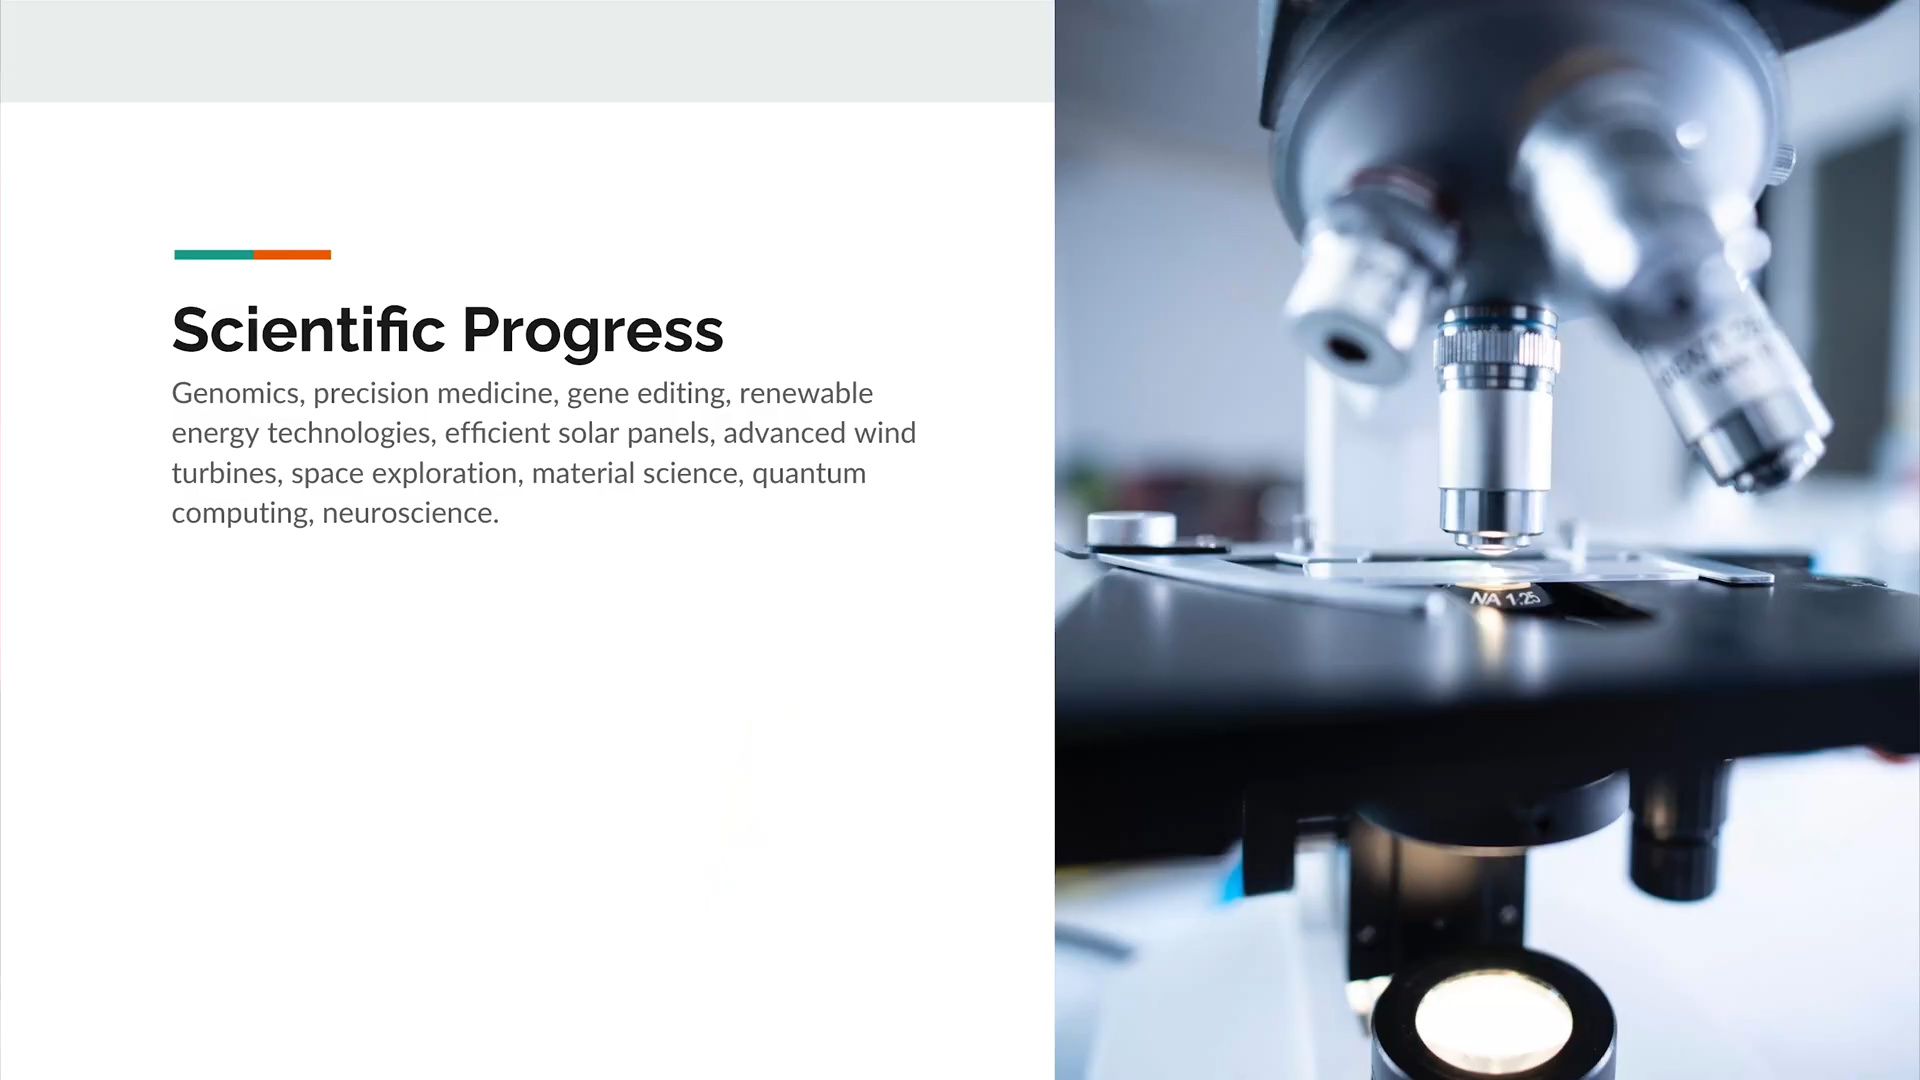 Scientific Progress
Genomics, precision medicine, gene editing, renewable
energy technologies, efficient solar panels, advanced wind
turbines, space exploration, material science, quantum
computing, neuroscience.
NA 1.25